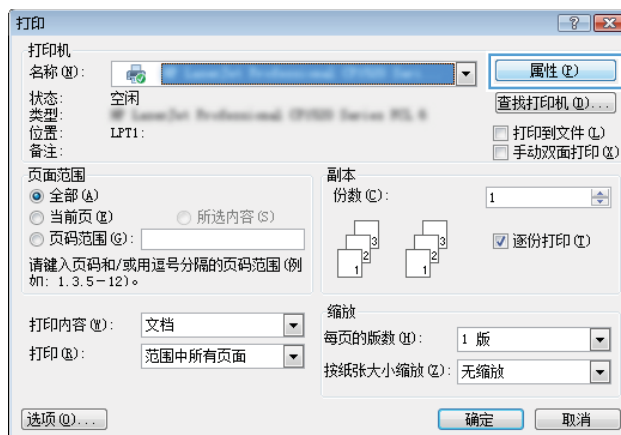 打印
打印机
名称(N):
属性(P)
状态: 空闲
查找打印机(D)...
类型:
位置: LPT1:
打印到文件(L)
备注:
手动双面打印(X)
页面范围
全部(A)
当前页(E) 所选内容(S)
页码范围(G):
请键入页码和/或用逗号分隔的页码范围(例
如: 1.3.5-12)。
副本
份数(C): 1
1 2 3 1 2 3
逐份打印(T)
打印内容(W): 文档
打印(R): 范围中所有页面
缩放
每页的版数(H): 1 版
按纸张大小缩放(Z): 无缩放
选项(O)...
确定 取消